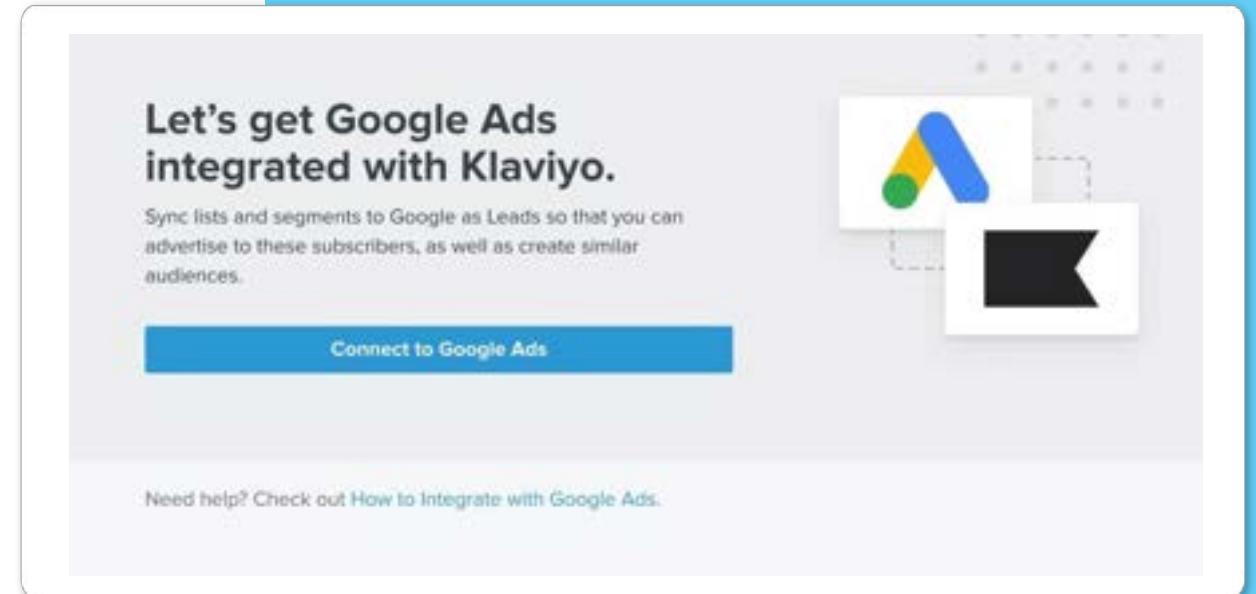 Let's get Google Ads
integrated with Klaviyo.
Sync lists and segments to Google as Leads so that you can
advertise to these subscribers, as well as create similar
audiences.
Connect to Google Ads
Need help? Check out How to Integrate with Google Ads.